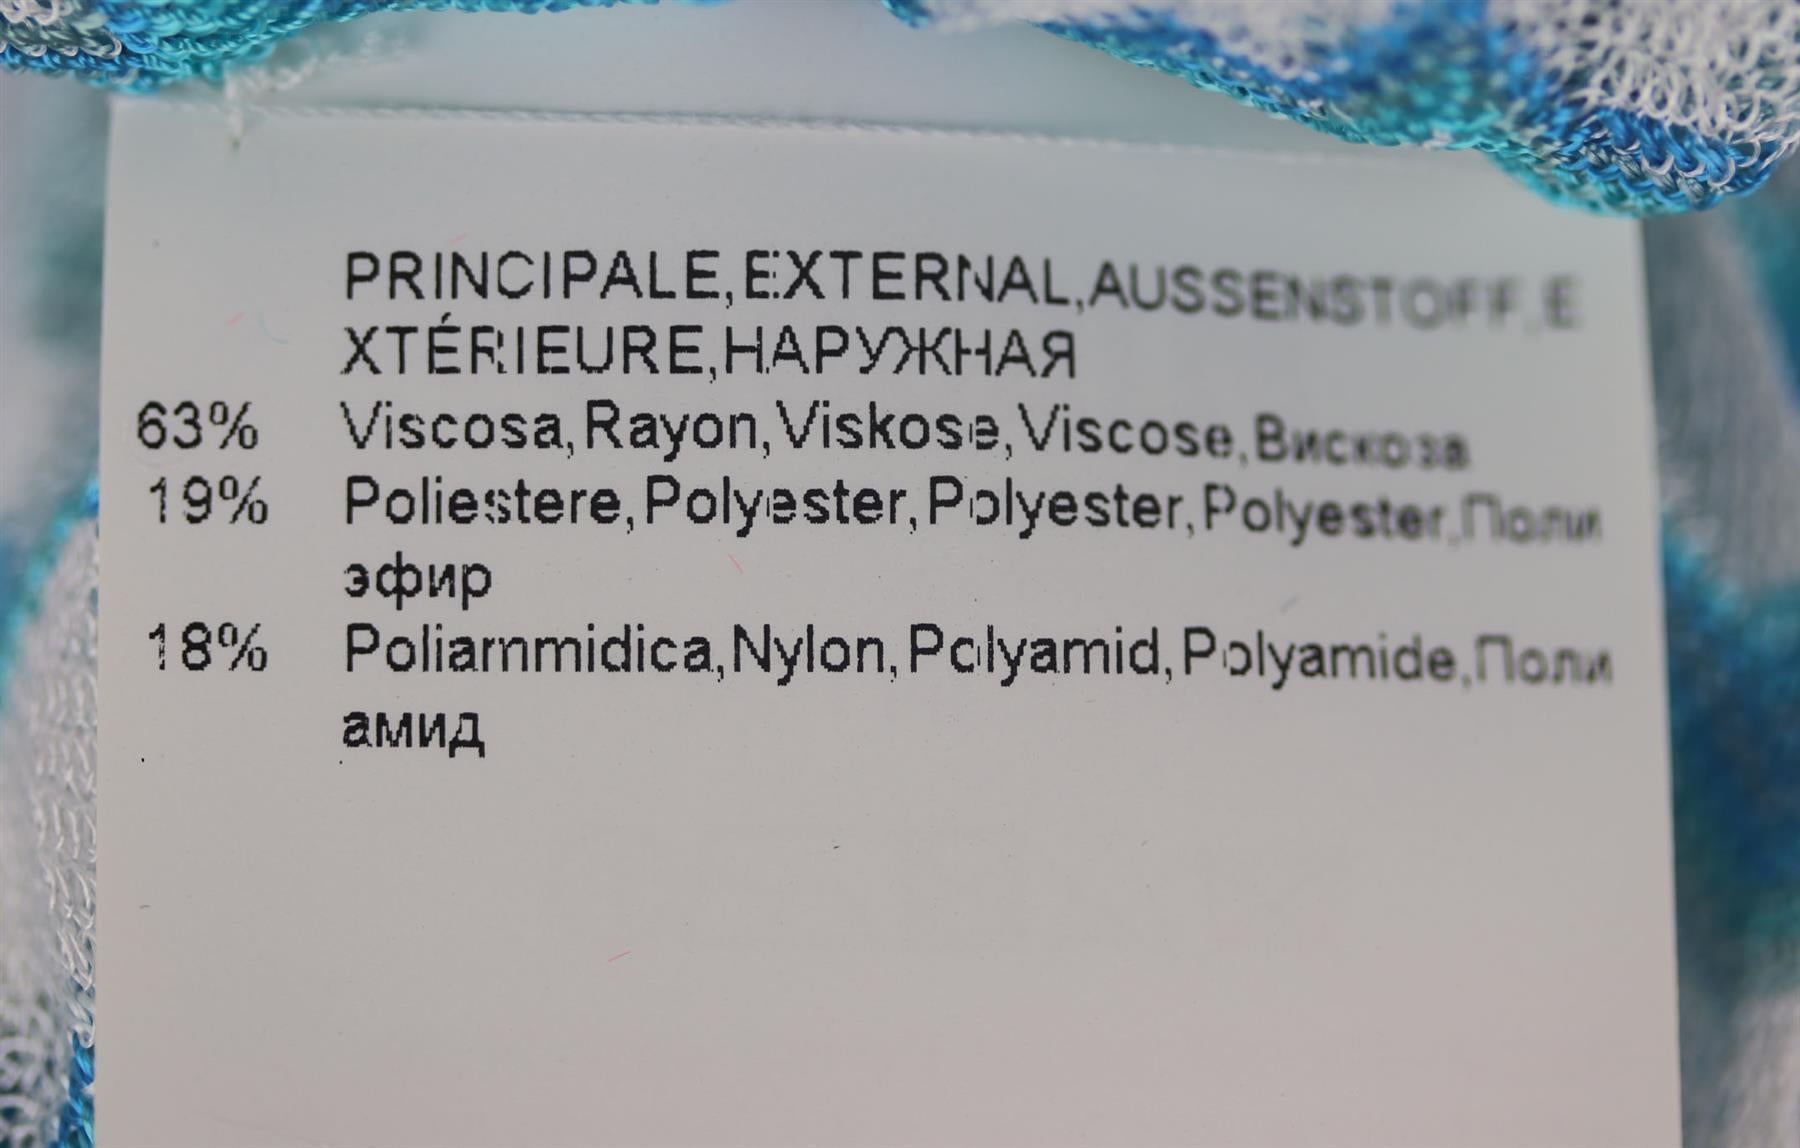 PRINCIPALE,EXTERNAL,AUSSENSTOFF,E
XTÉRIEURE,НАРУЖНАЯ
63% Viscosa,Rayon,Viskose,Viscose,Вискоза
19% Poliestere,Polyester,Polyester,Polyester,Поли
эфир
18% Poliammidica,Nylon,Polyamid,Polyamide,Поли
амид